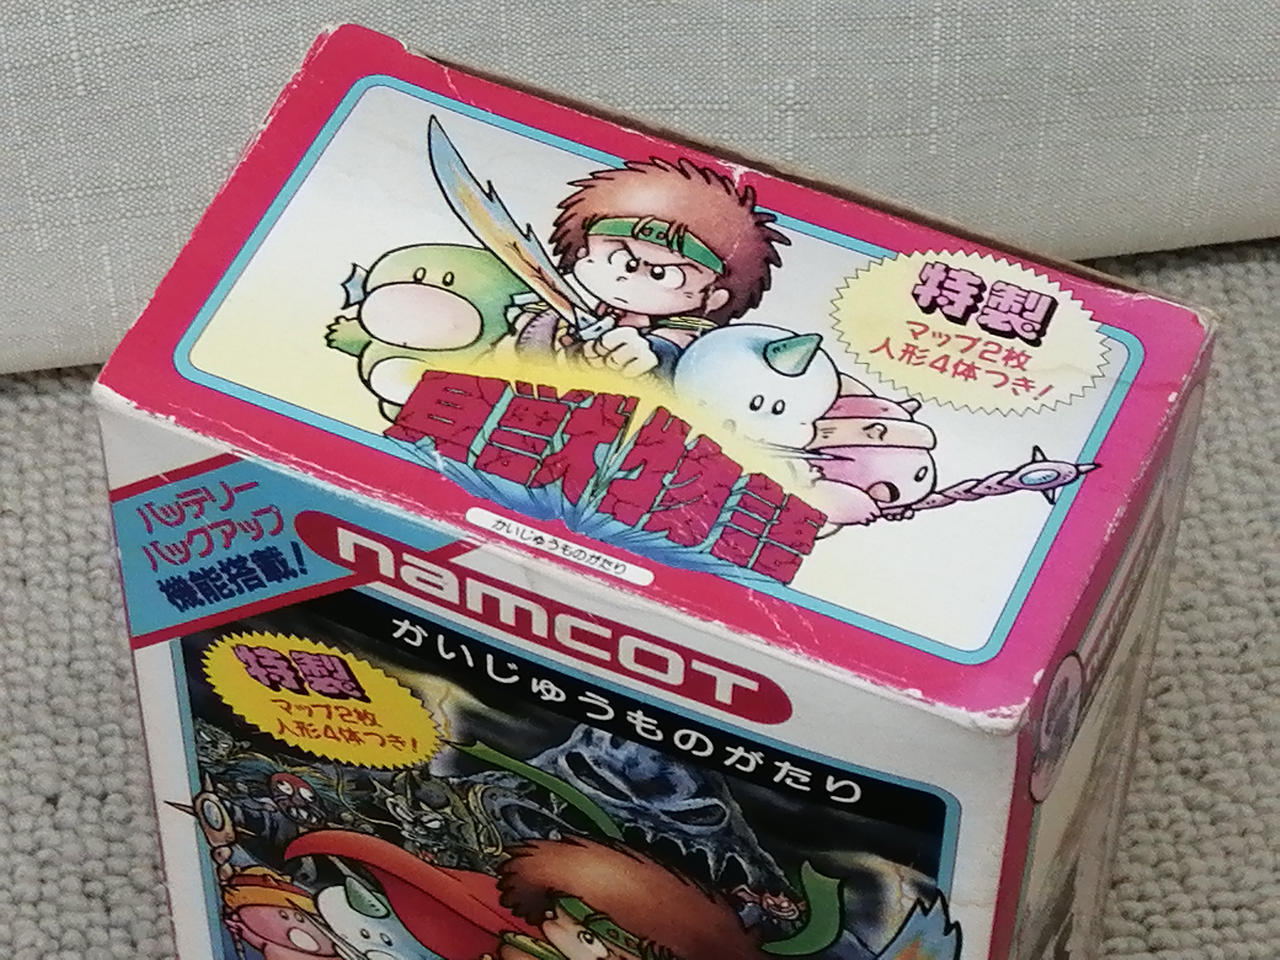 特製
マップ2枚
人形4体つき!
貝獣物語
かいじゅうものがたり
バッテリー
バックアップ
機能搭載!
namcoT
かいじゅうものがたり
特製
マップ2枚
人形4体つき!